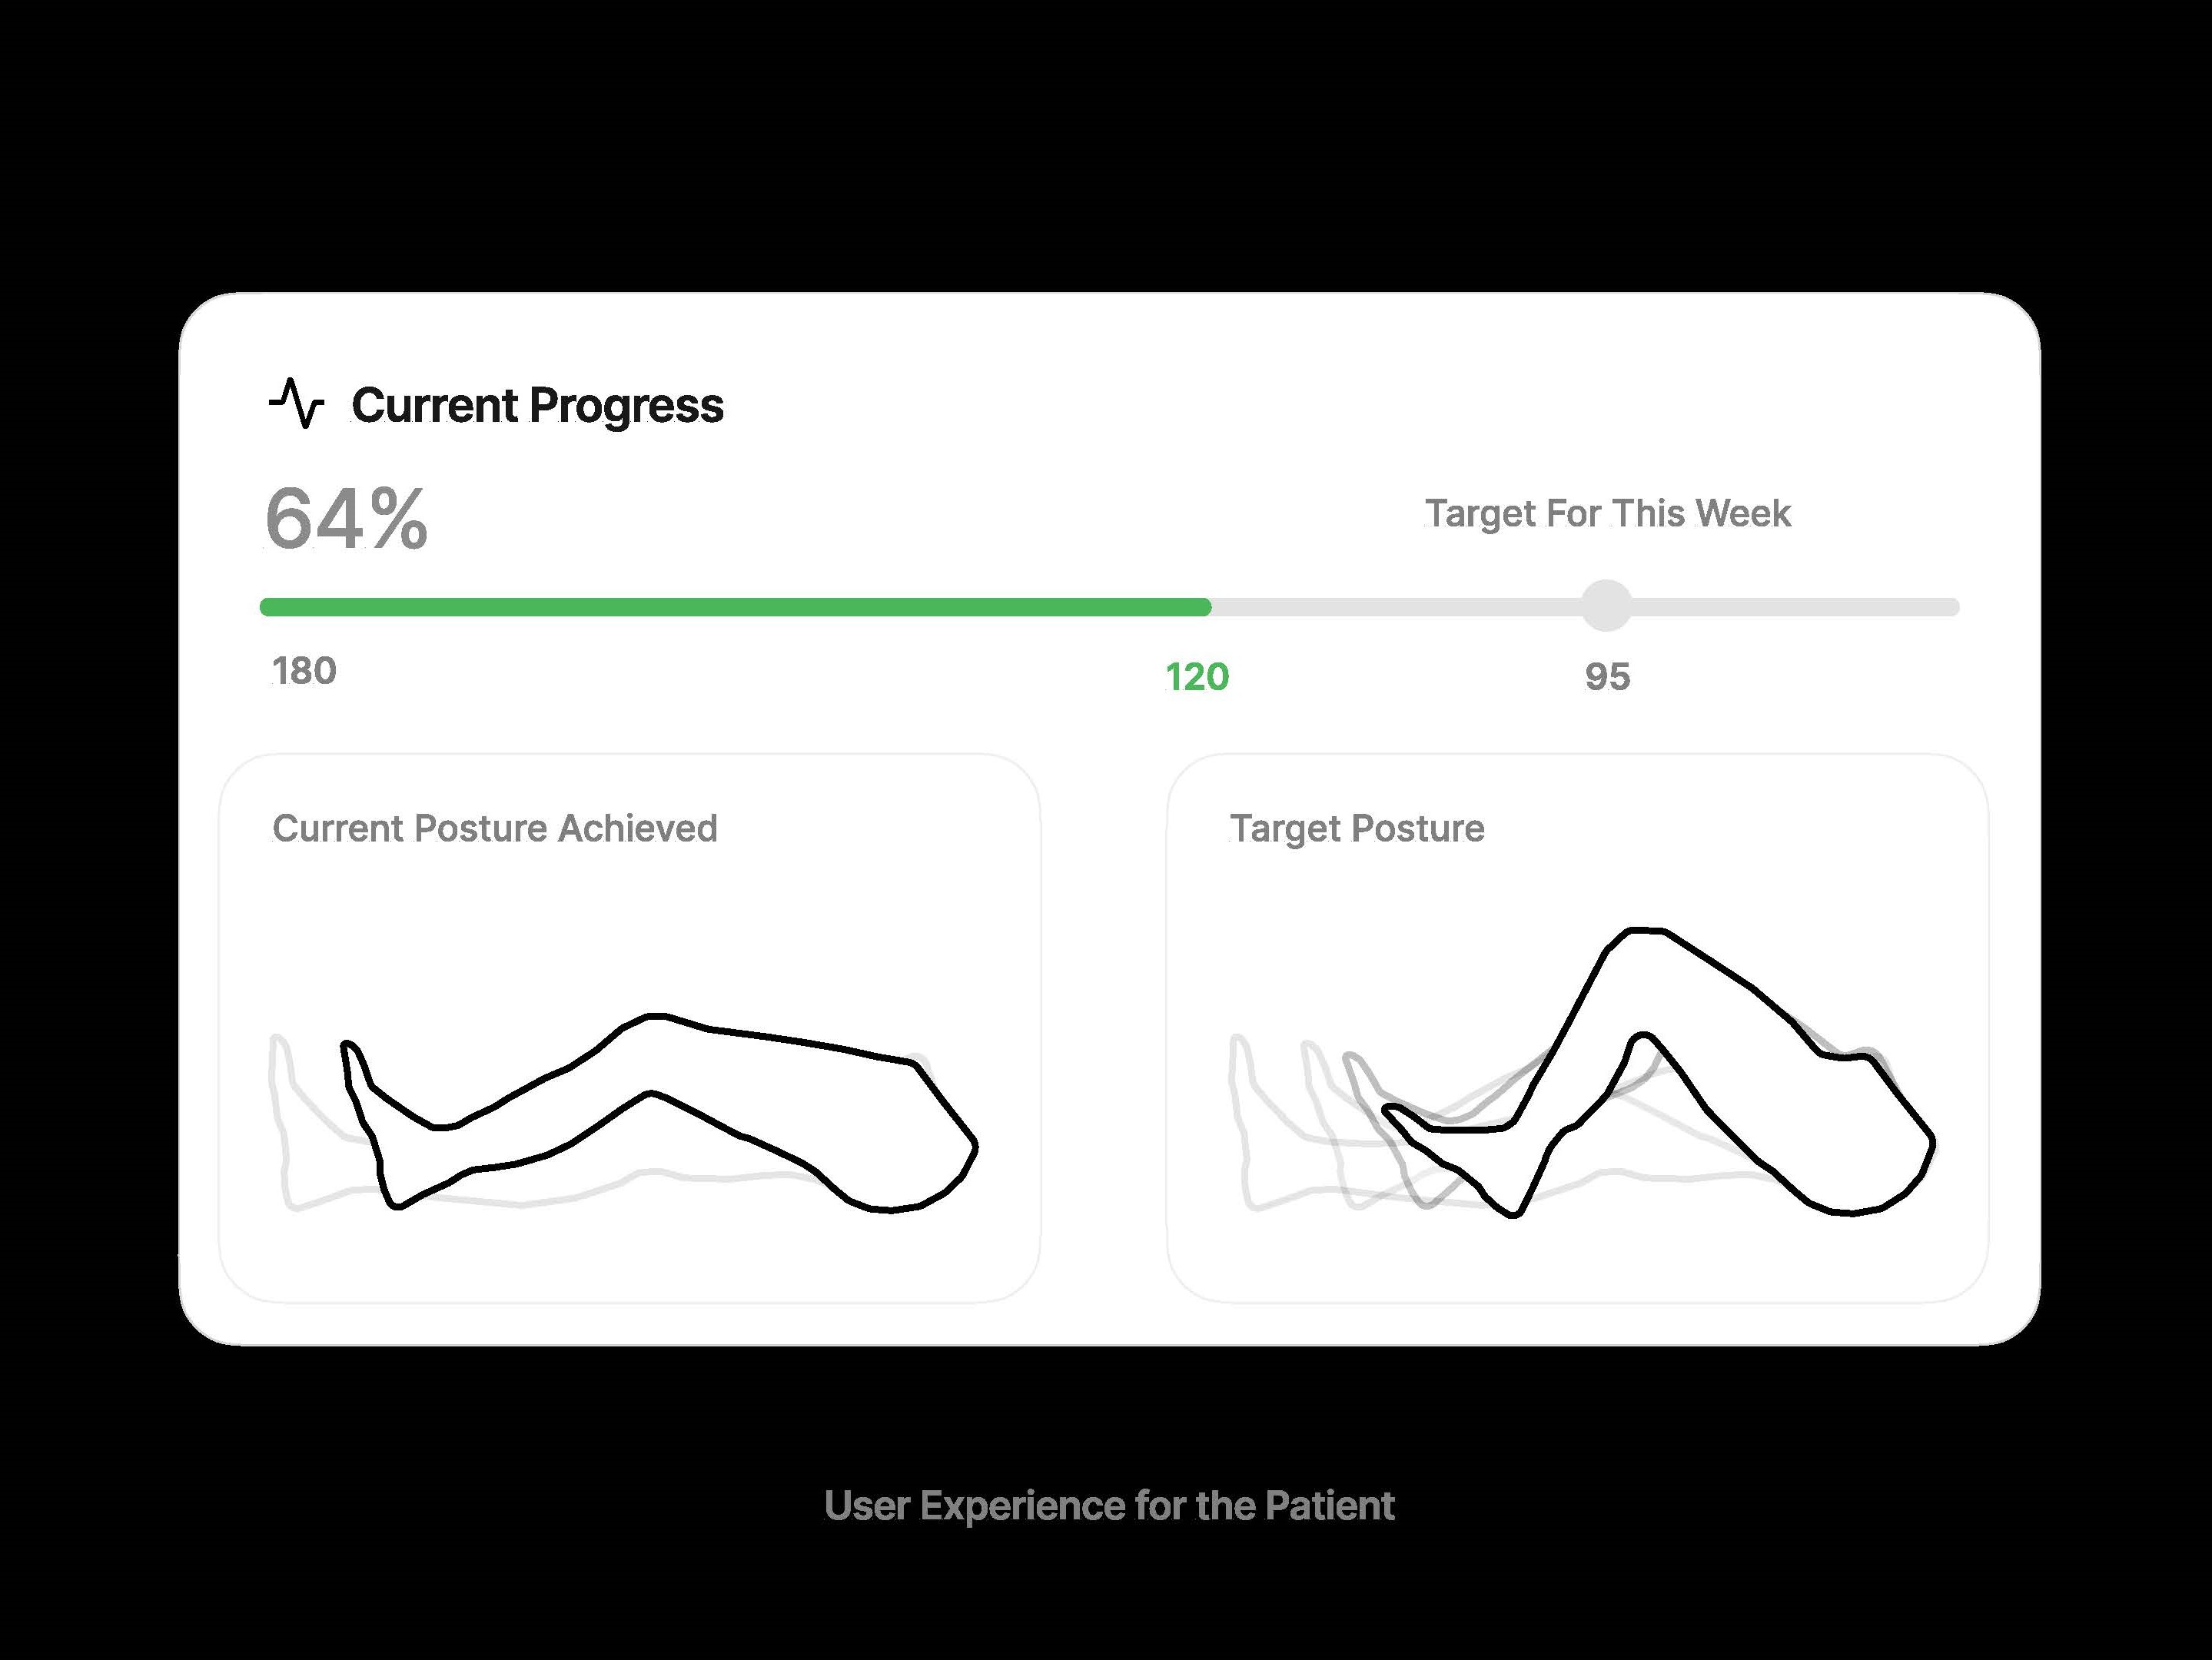 Current Progress
64%
Target For This Week
180
120
95
Current Posture Achieved
Target Posture
User Experience for the Patient